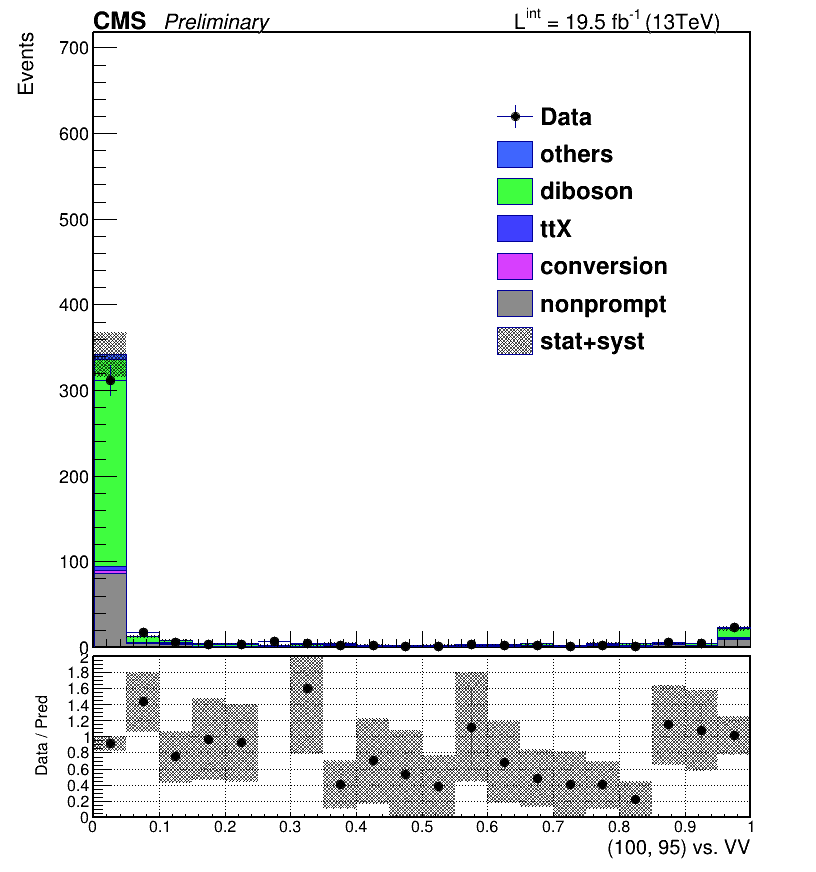 CMS Preliminary L^int = 19.5 fb^-1 (13TeV)
Events
700
600
500
400
300
200
100
0
Data
others
diboson
ttX
conversion
nonprompt
stat+syst
Data / Pred
2
1.8
1.6
1.4
1.2
1
0.8
0.6
0.4
0.2
0
0 0.1 0.2 0.3 0.4 0.5 0.6 0.7 0.8 0.9 1
(100, 95) vs. VV